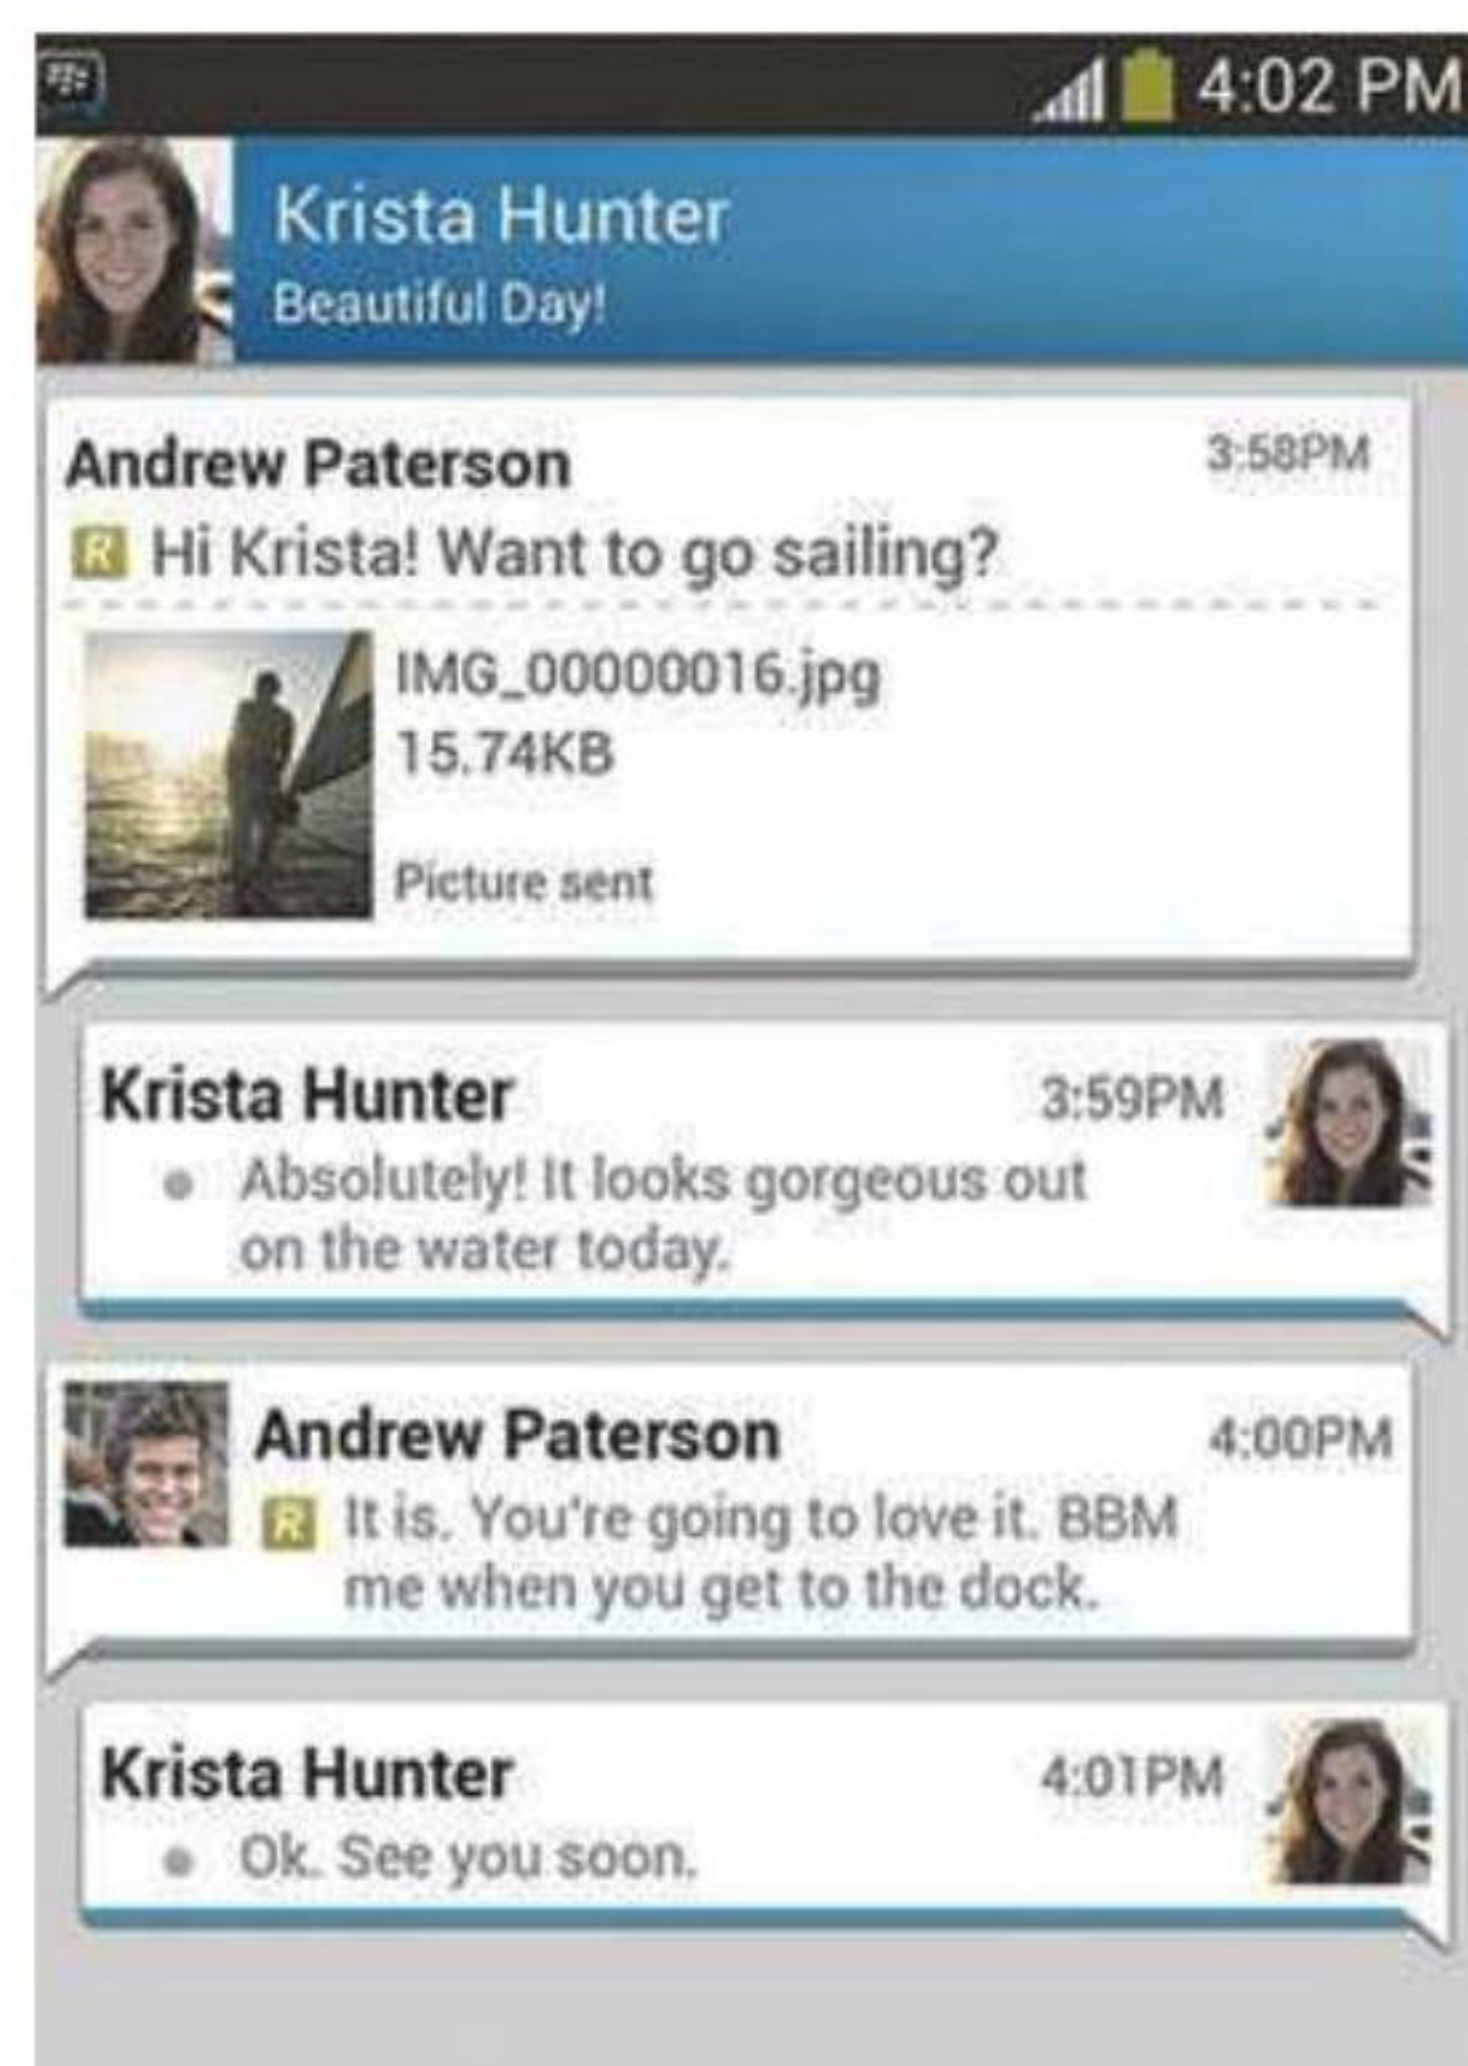 4:02 PM
Krista Hunter
Beautiful Day!
Andrew Paterson 3:58PM
R Hi Krista! Want to go sailing?
IMG_00000016.jpg
15.74KB
Picture sent
Krista Hunter 3:59PM
Absolutely! It looks gorgeous out
on the water today.
Andrew Paterson 4:00PM
R It is. You're going to love it. BBM
me when you get to the dock.
Krista Hunter 4:01PM
Ok. See you soon.